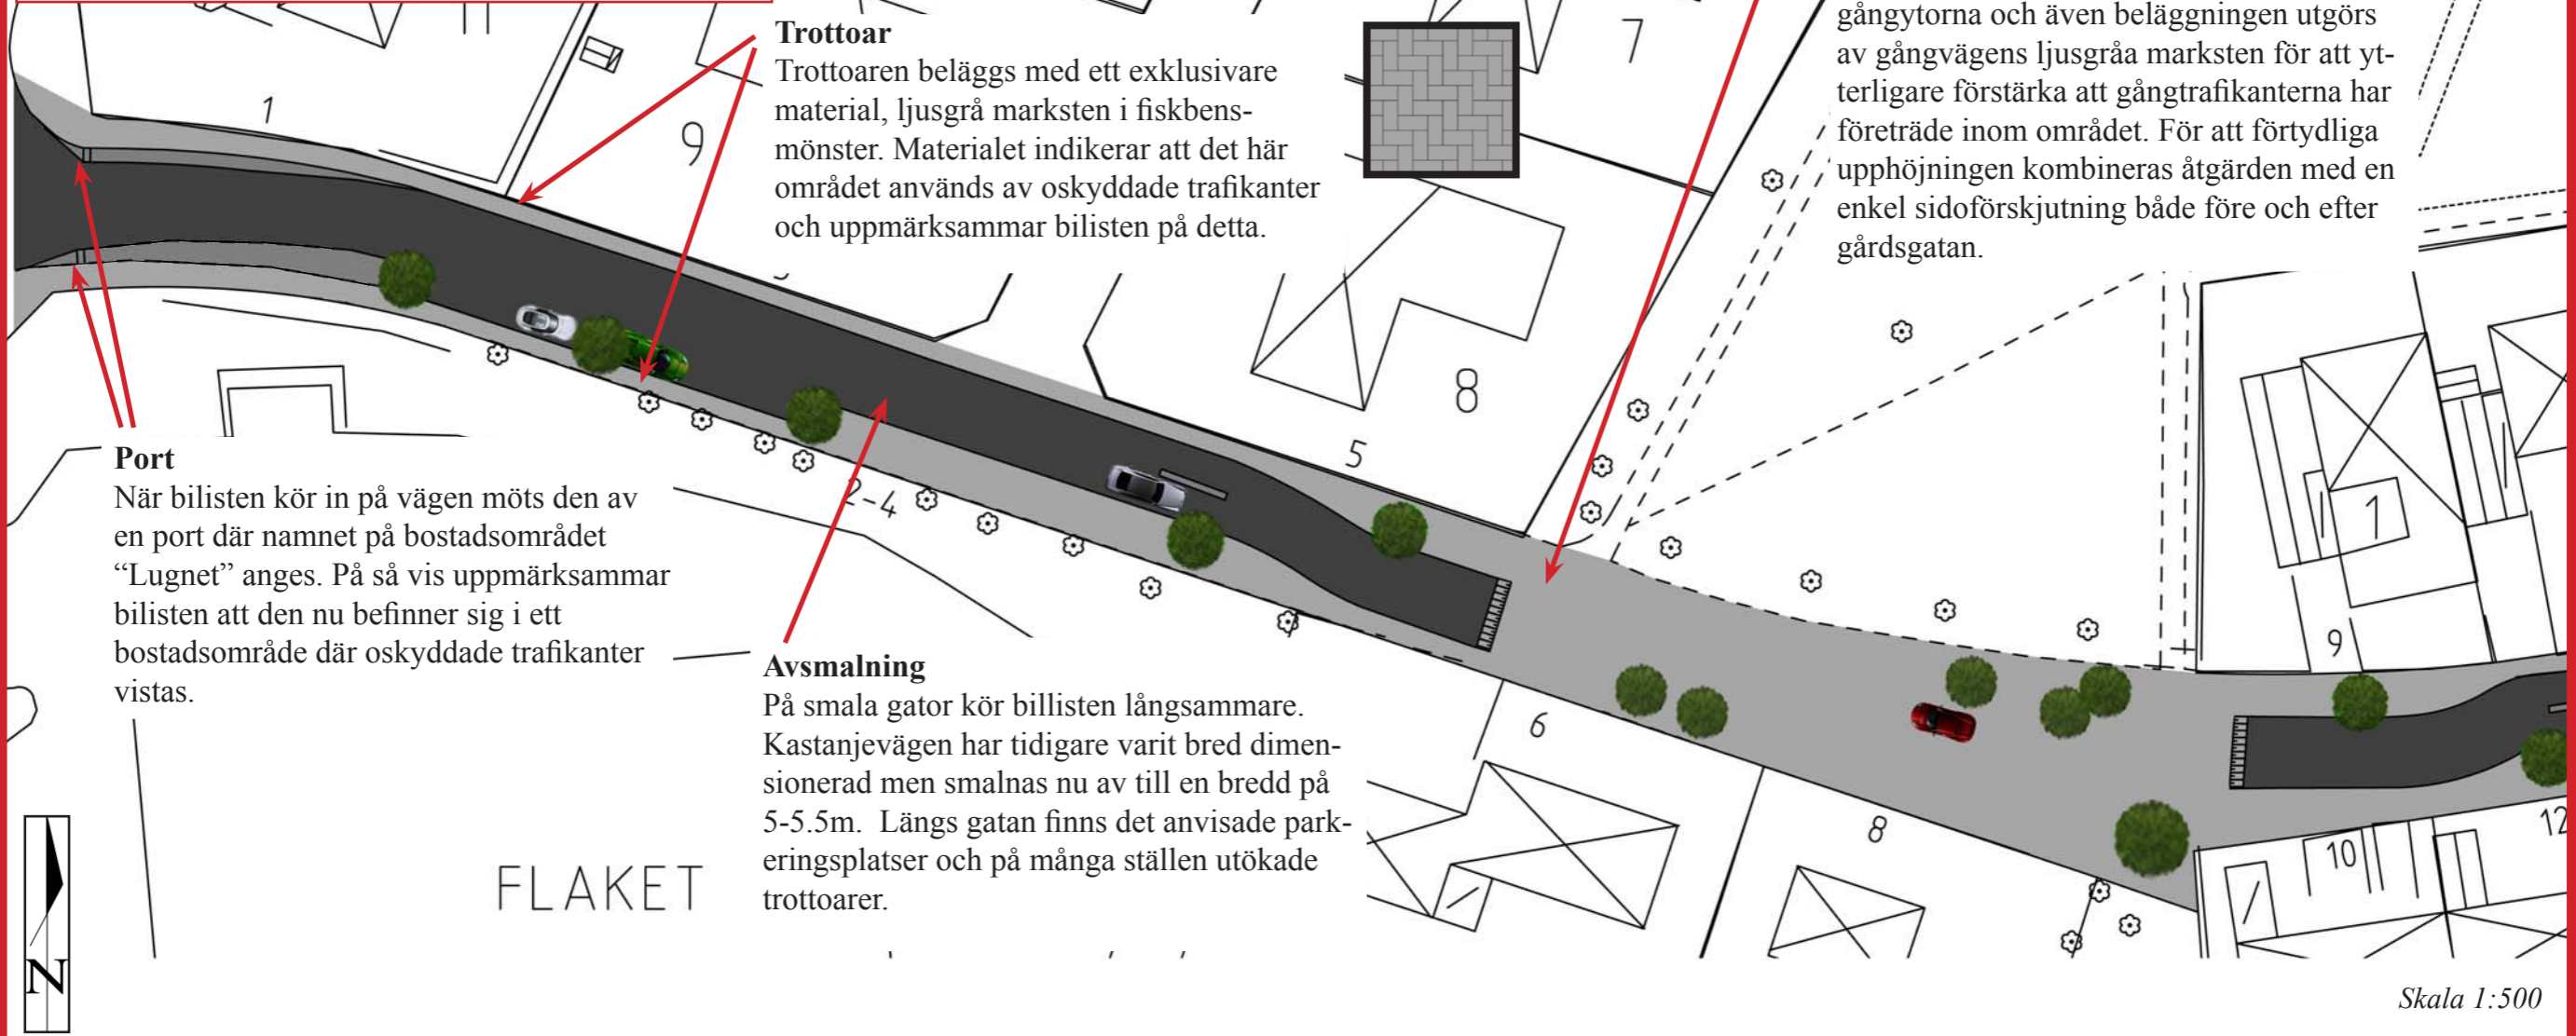 Trottoar
Trottoaren beläggs med ett exklusivare
material, ljusgrå marksten i fiskbens-
mönster. Materialet indikerar att det här
området används av oskyddade trafikanter
och uppmärksammar bilisten på detta.
gångytorna och även beläggningen utgörs
av gångvägens ljusgråa marksten för att yt-
terligare förstärka att gångtrafikanterna har
företräde inom området. För att förtydliga
upphöjningen kombineras åtgärden med en
enkel sidoförskjutning både före och efter
gårdsgatan.
Port
När bilisten kör in på vägen möts den av
en port där namnet på bostadsområdet
“Lugnet” anges. På så vis uppmärksammar
bilisten att den nu befinner sig i ett
bostadsområde där oskyddade trafikanter
vistas.
Avsmalning
På smala gator kör billisten långsammare.
Kastanjevägen har tidigare varit bred dimen-
sionerad men smalnas nu av till en bredd på
5-5.5m.  Längs gatan finns det anvisade park-
eringsplatser och på många ställen utökade
trottoarer.
1
9
7
8
5
2-4
1
9
6
8
10
12
FLAKET
N
Skala 1:500